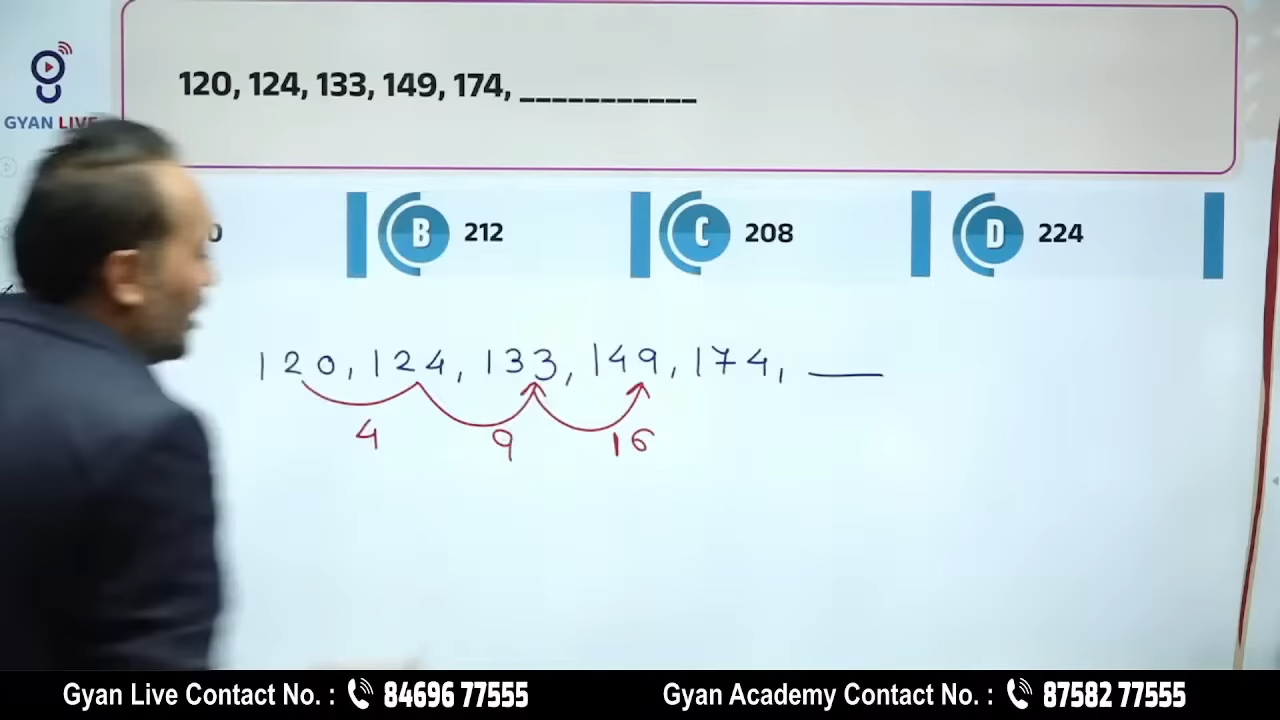 120, 124, 133, 149, 174, ___________
GYAN LIVE
0 B 212 C 208 D 224
120, 124, 133, 149, 174, ___
4 9 16
Gyan Live Contact No. : 84696 77555 Gyan Academy Contact No. : 87582 77555